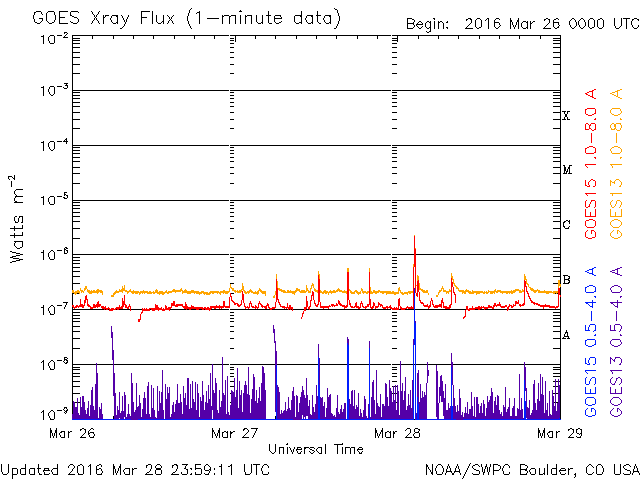 GOES Xray Flux (1-minute data)
Begin: 2016 Mar 26 0000 UTC
10⁻²
10⁻³
10⁻⁴
10⁻⁵
10⁻⁶
10⁻⁷
10⁻⁸
10⁻⁹
Watts m⁻²
X
M
C
B
A
GOES15 1.0-8.0 A
GOES13 1.0-8.0 A
GOES15 0.5-4.0 A
GOES13 0.5-4.0 A
Mar 26
Mar 27
Mar 28
Mar 29
Universal Time
Updated 2016 Mar 28 23:59:11 UTC
NOAA/SWPC Boulder, CO USA